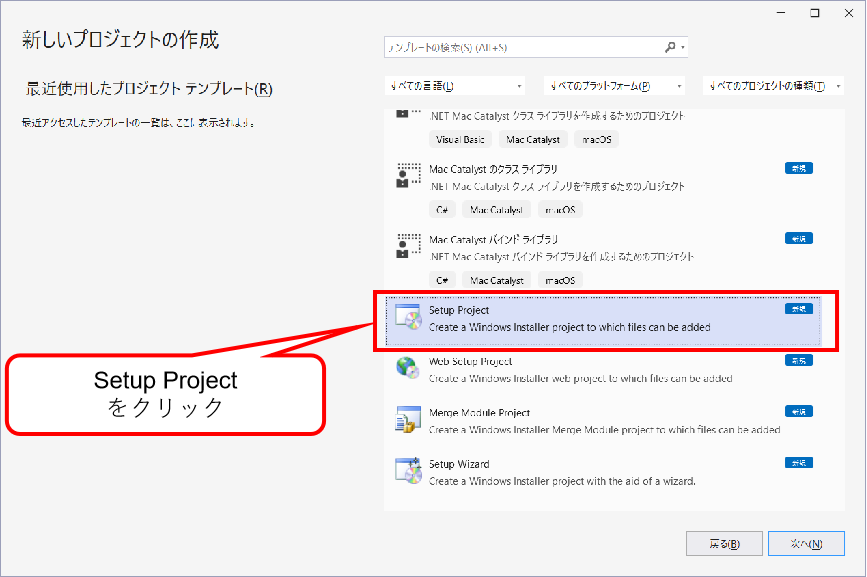 新しいプロジェクトの作成
最近使用したプロジェクト テンプレート(R)
最近アクセスしたテンプレートの一覧は、ここに表示されます。
テンプレートの検索(S) (Alt+S)
すべての言語(L)
すべてのプラットフォーム(P)
すべてのプロジェクトの種類(T)
.NET Mac Catalyst クラス ライブラリを作成するためのプロジェクト
Visual Basic
Mac Catalyst
macOS
Mac Catalyst のクラス ライブラリ
新規
.NET Mac Catalyst クラス ライブラリを作成するためのプロジェクト
C#
Mac Catalyst
macOS
Mac Catalyst バインド ライブラリ
新規
.NET Mac Catalyst バインド ライブラリを作成するためのプロジェクト
C#
Mac Catalyst
macOS
Setup Project
新規
Create a Windows Installer project to which files can be added
Web Setup Project
新規
Create a Windows Installer web project to which files can be added
Merge Module Project
新規
Create a Windows Installer Merge Module project to which files can be added
Setup Wizard
新規
Create a Windows Installer project with the aid of a wizard.
Setup Project
をクリック
戻る(B)
次へ(N)